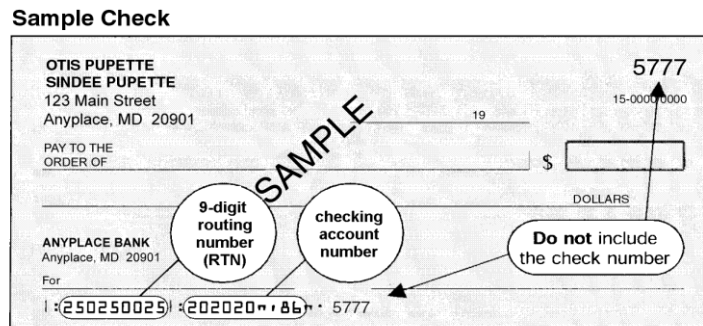 Sample Check
OTIS PUPETTE
SINDEE PUPETTE
123 Main Street
Anyplace, MD 20901
5777
15-0000/0000
19
PAY TO THE
ORDER OF
$
SAMPLE
DOLLARS
9-digit
routing
number
(RTN)
checking
account
number
Do not include
the check number
ANYPLACE BANK
Anyplace, MD 20901
For
|:250250025|:202020"'86"' 5777